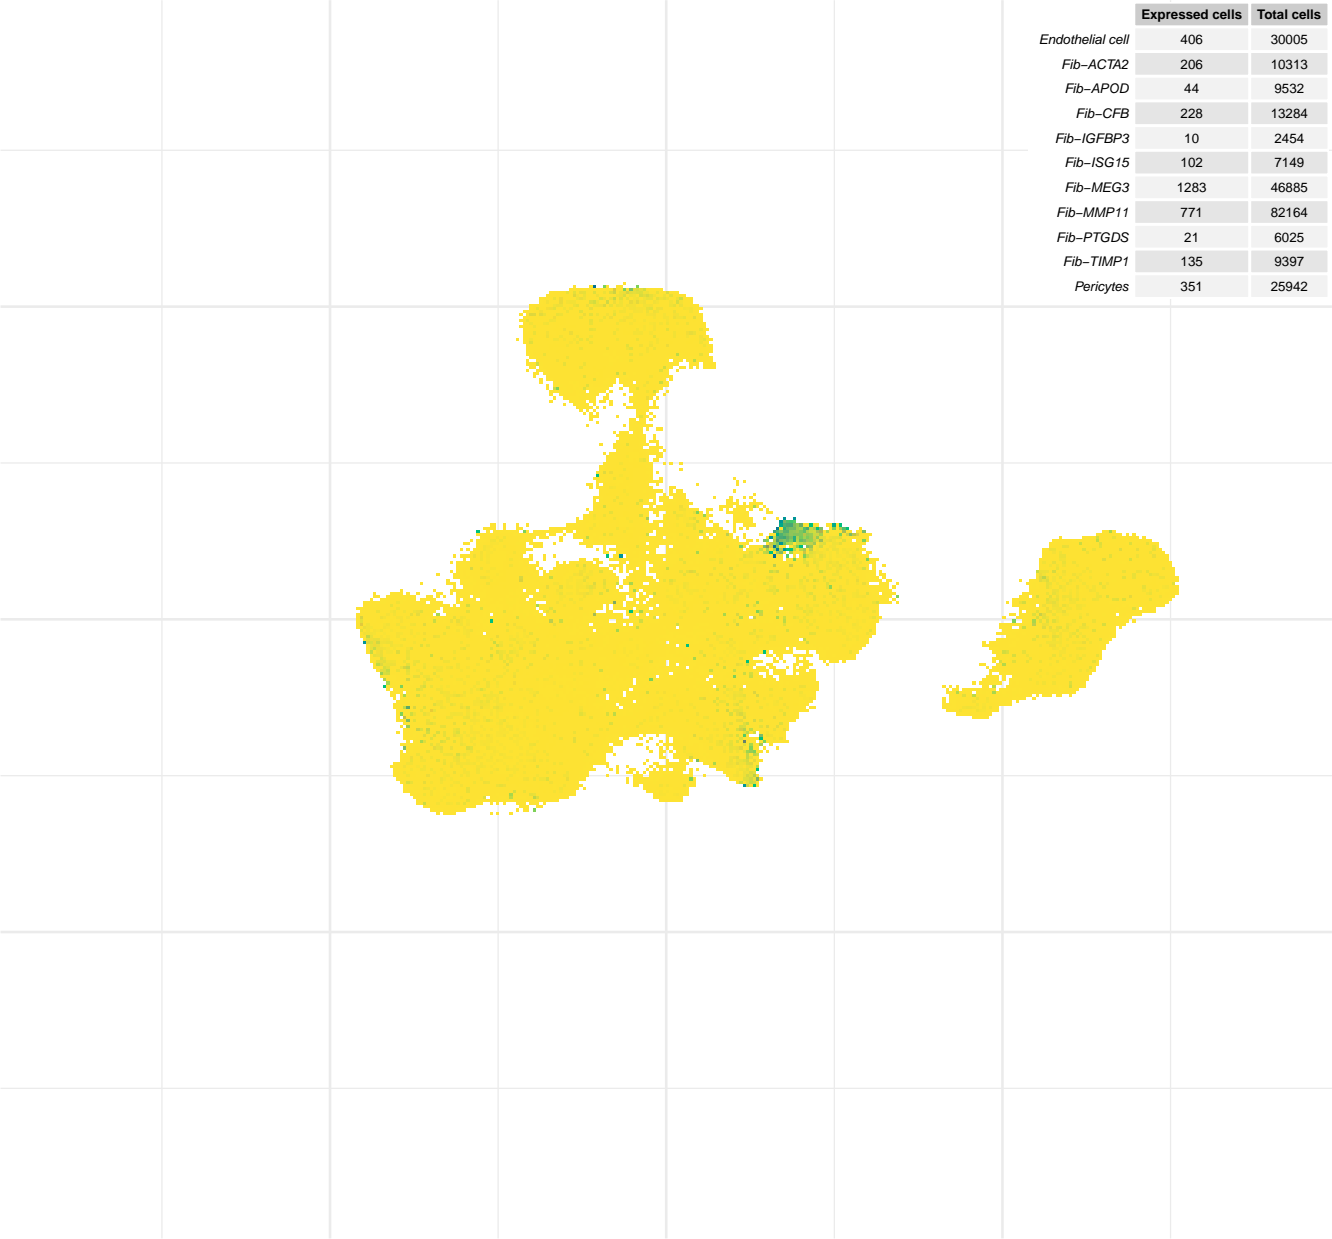 Expressed cells Total cells
Endothelial cell 406 30005
Fib−ACTA2 206 10313
Fib−APOD 44 9532
Fib−CFB 228 13284
Fib−IGFBP3 10 2454
Fib−ISG15 102 7149
Fib−MEG3 1283 46885
Fib−MMP11 771 82164
Fib−PTGDS 21 6025
Fib−TIMP1 135 9397
Pericytes 351 25942